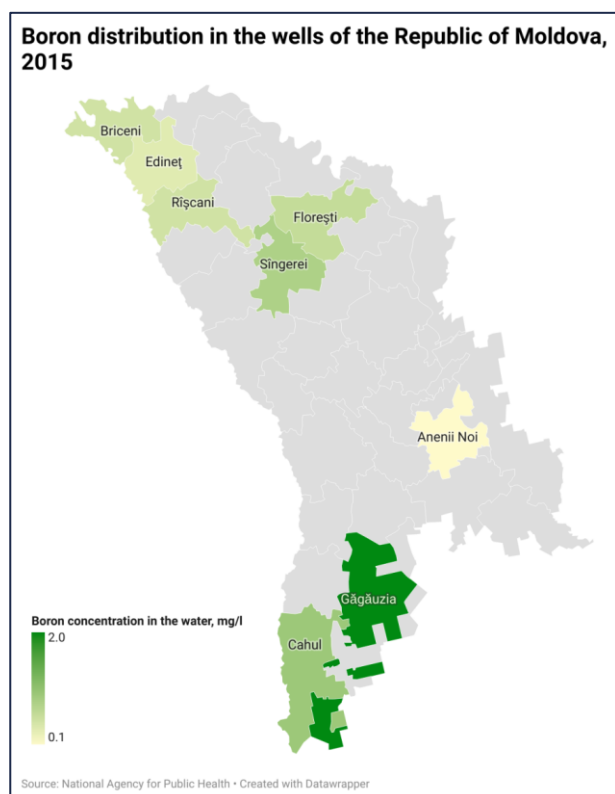 Boron distribution in the wells of the Republic of Moldova,
2015
Briceni
Edineţ
Rîşcani
Floreşti
Sîngerei
Anenii Noi
Găgăuzia
Boron concentration in the water, mg/l
2.0
Cahul
0.1
Source: National Agency for Public Health • Created with Datawrapper